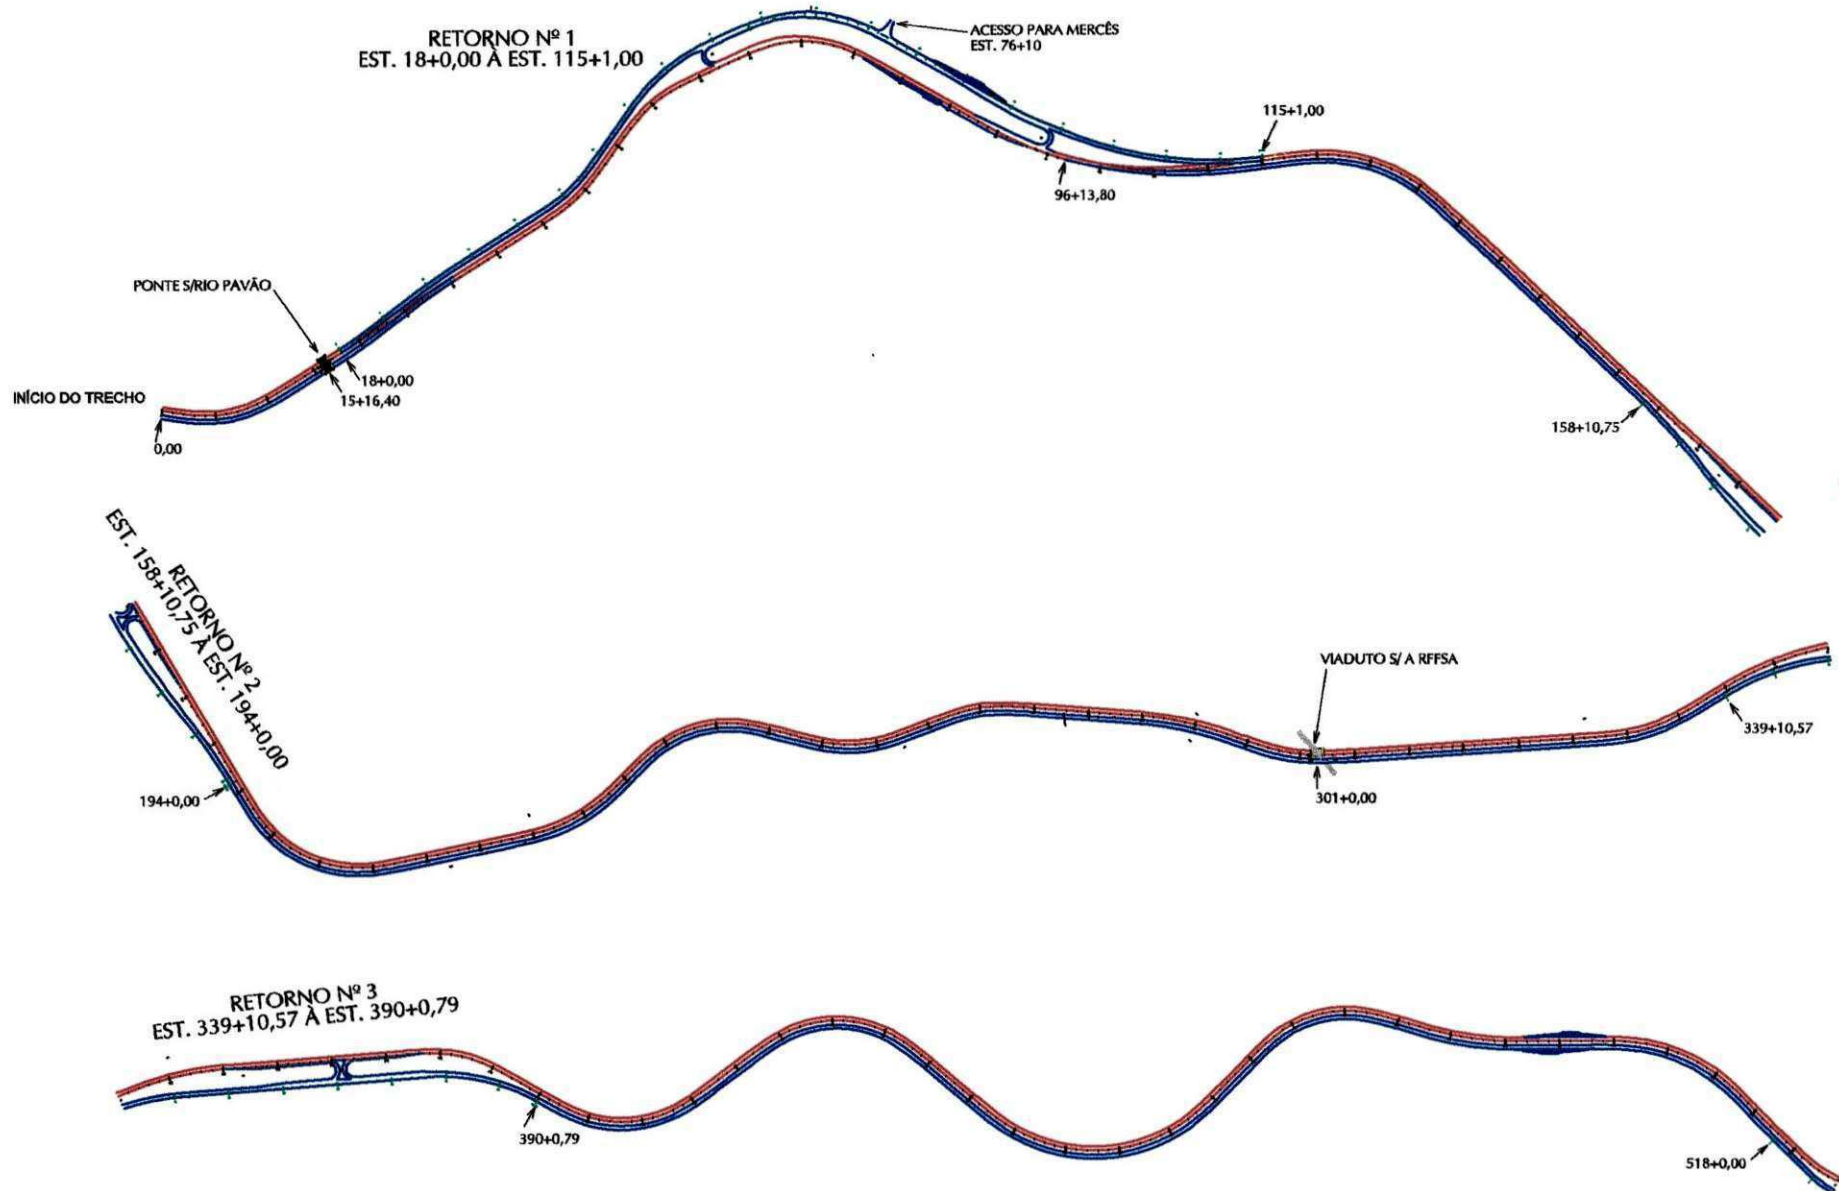 RETORNO Nº 1
EST. 18+0,00 À EST. 115+1,00
ACESSO PARA MERCÊS
EST. 76+10
115+1,00
96+13,80
PONTE S/RIO PAVÃO
18+0,00
15+16,40
INÍCIO DO TRECHO
0,00
158+10,75
RETORNO Nº 2
EST. 158+10,75 À EST. 194+0,00
194+0,00
VIADUTO S/ A RFFSA
301+0,00
339+10,57
RETORNO Nº 3
EST. 339+10,57 À EST. 390+0,79
390+0,79
518+0,00